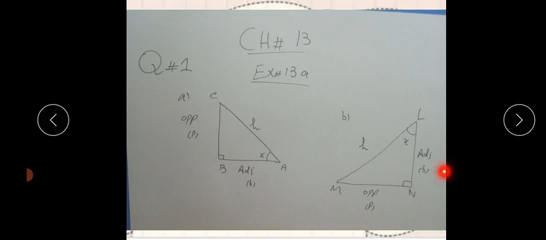 CH# 13
Q#1
Ex#13a
a)
C
opp
(P)
h
x
B
Adj
(b)
A
b)
L
h
z
Adj
(b)
M
opp
(P)
N